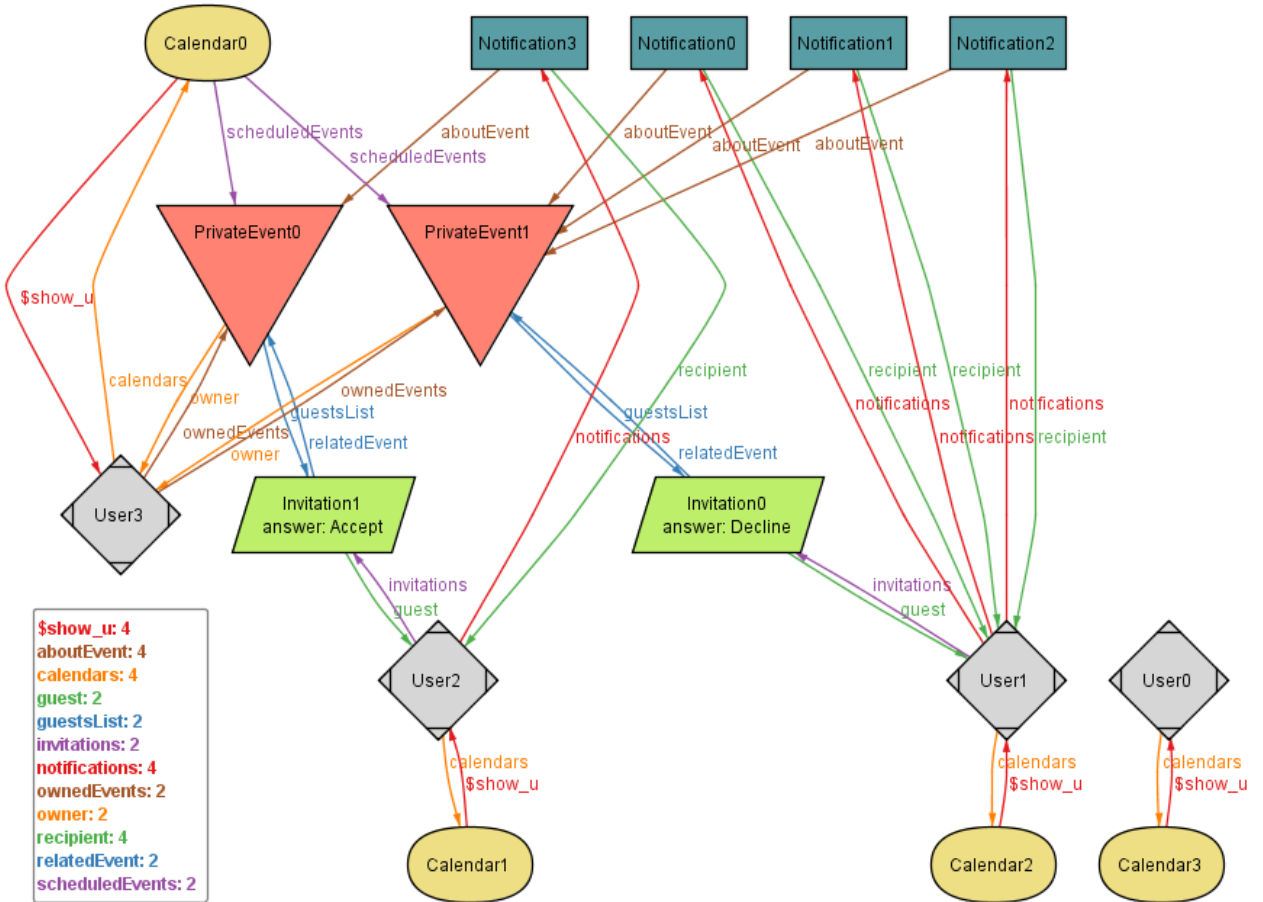 Calendar0
Notification3
Notification0
Notification1
Notification2
scheduledEvents
aboutEvent
aboutEvent
aboutEvent
aboutEvent
scheduledEvents
PrivateEvent0
PrivateEvent1
$show_u
recipient
recipient
recipient
calendars
owner
ownedEvents
notifications
notifications
guestsList
guestsList
ownedEvents
notifications
notifications
recipient
relatedEvent
owner
relatedEvent
Invitation1
answer: Accept
Invitation0
answer: Decline
User3
invitations
invitations
guest
guest
$show_u: 4
aboutEvent: 4
calendars: 4
guest: 2
guestsList: 2
invitations: 2
notifications: 4
ownedEvents: 2
owner: 2
recipient: 4
relatedEvent: 2
scheduledEvents: 2
User2
User1
User0
calendars
calendars
calendars
$show_u
$show_u
$show_u
Calendar1
Calendar2
Calendar3